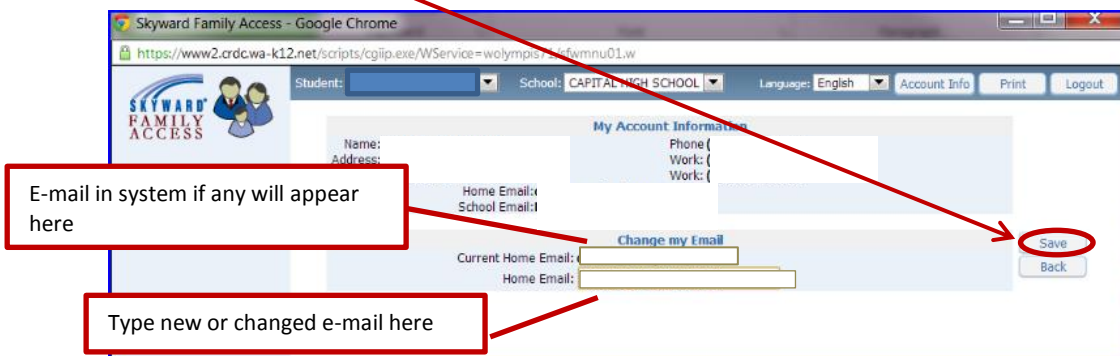 Skyward Family Access - Google Chrome
https://www2.crdc.wa-k12.net/scripts/cgiip.exe/WService=wolympis71/sfwmnu01.w
Student: School: CAPITAL HIGH SCHOOL Language: English Account Info Print Logout
SKYWARD
FAMILY
ACCESS
My Account Information
Name: Phone (
Address: Work: (
Work: (
Home Email:
School Email:
E-mail in system if any will appear
here
Change my Email
Save
Current Home Email:
Back
Home Email:
Type new or changed e-mail here